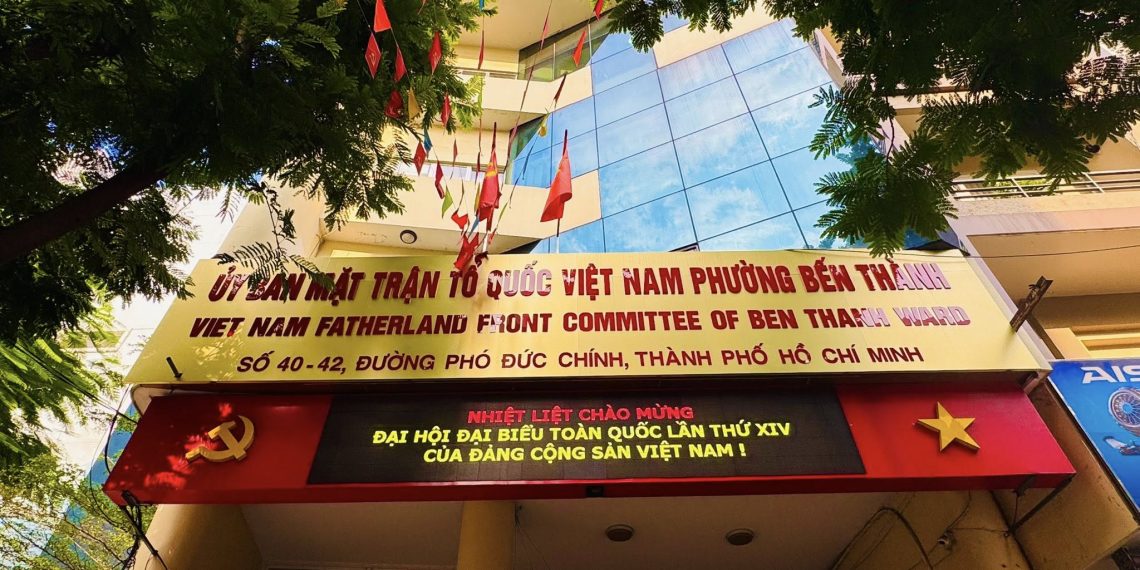 ỦY BAN MẶT TRẬN TỔ QUỐC VIỆT NAM PHƯỜNG BẾN THÀNH
VIET NAM FATHERLAND FRONT COMMITTEE OF BEN THANH WARD
SỐ 40 - 42, ĐƯỜNG PHÓ ĐỨC CHÍNH, THÀNH PHỐ HỒ CHÍ MINH
NHIỆT LIỆT CHÀO MỪNG
ĐẠI HỘI ĐẠI BIỂU TOÀN QUỐC LẦN THỨ XIV
CỦA ĐẢNG CỘNG SẢN VIỆT NAM !